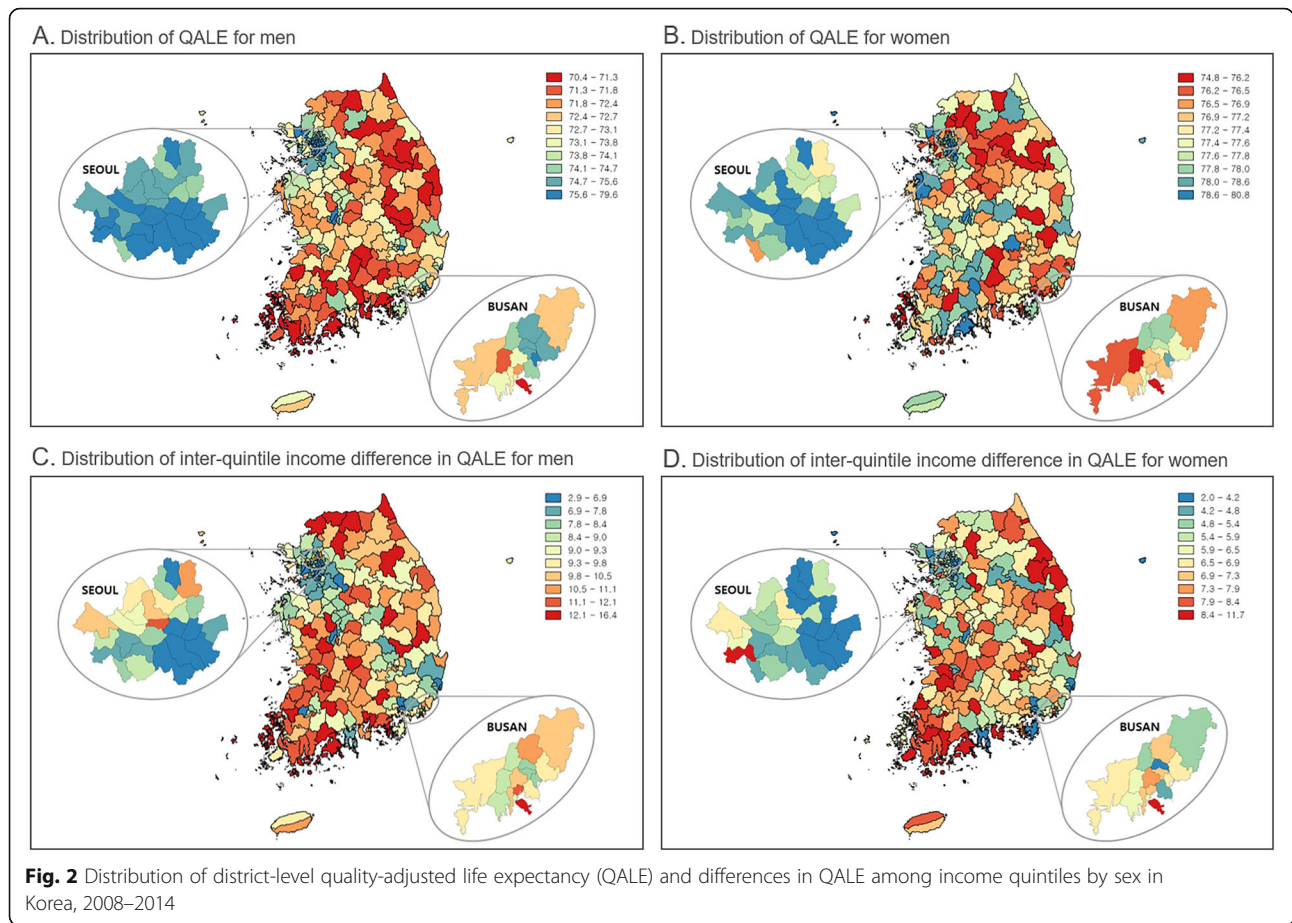 A. Distribution of QALE for men
70.4 – 71.3
71.3 – 71.8
71.8 – 72.4
72.4 – 72.7
72.7 – 73.1
73.1 – 73.8
73.8 – 74.1
74.1 – 74.7
74.7 – 75.6
75.6 – 79.6
SEOUL
BUSAN
B. Distribution of QALE for women
74.8 – 76.2
76.2 – 76.5
76.5 – 76.9
76.9 – 77.2
77.2 – 77.4
77.4 – 77.6
77.6 – 77.8
77.8 – 78.0
78.0 – 78.6
78.6 – 80.8
SEOUL
BUSAN
C. Distribution of inter-quintile income difference in QALE for men
2.9 – 6.9
6.9 – 7.8
7.8 – 8.4
8.4 – 9.0
9.0 – 9.3
9.3 – 9.8
9.8 – 10.5
10.5 – 11.1
11.1 – 12.1
12.1 – 16.4
SEOUL
BUSAN
D. Distribution of inter-quintile income difference in QALE for women
2.0 – 4.2
4.2 – 4.8
4.8 – 5.4
5.4 – 5.9
5.9 – 6.5
6.5 – 6.9
6.9 – 7.3
7.3 – 7.9
7.9 – 8.4
8.4 – 11.7
SEOUL
BUSAN
Fig. 2 Distribution of district-level quality-adjusted life expectancy (QALE) and differences in QALE among income quintiles by sex in
Korea, 2008–2014